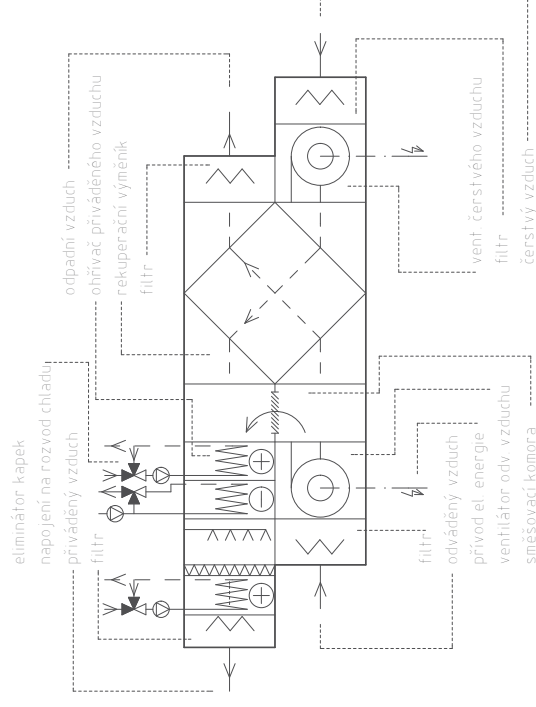 odpadní vzduch
ohřívač přiváděného vzduchu
rekuperační výměník
filtr
vent. čerstvého vzduchu
filtr
čerstvý vzduch
eliminátor kapek
napojení na rozvod chladu
přiváděný vzduch
filtr
filtr
odváděný vzduch
přívod el. energie
ventilátor odv. vzduchu
směšovací komora